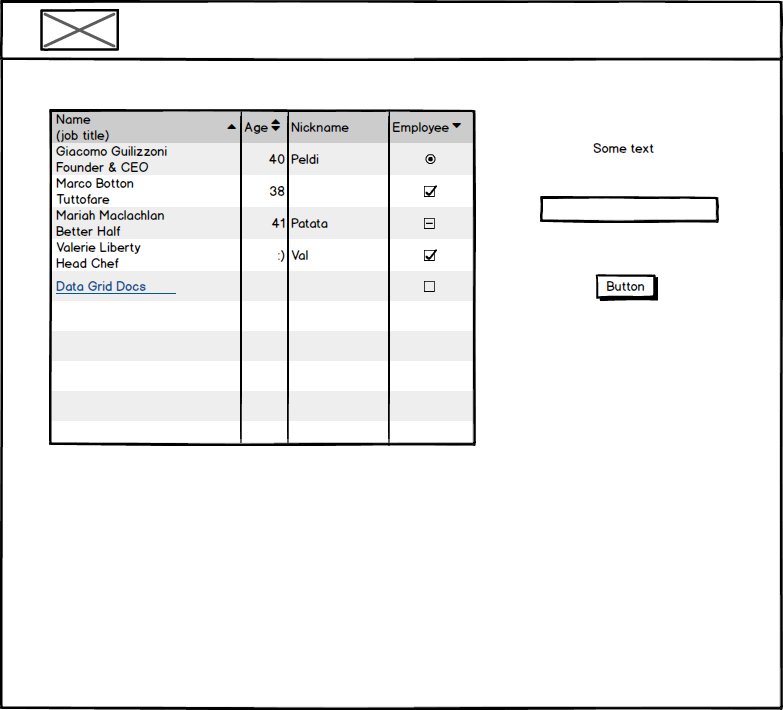 Name
(job title)
Age
Nickname
Employee
Giacomo Guilizzoni
Founder & CEO
40
Peldi
Marco Botton
Tuttofare
38
Mariah Maclachlan
Better Half
41
Patata
Valerie Liberty
Head Chef
:)
Val
Data Grid Docs
Some text
Button